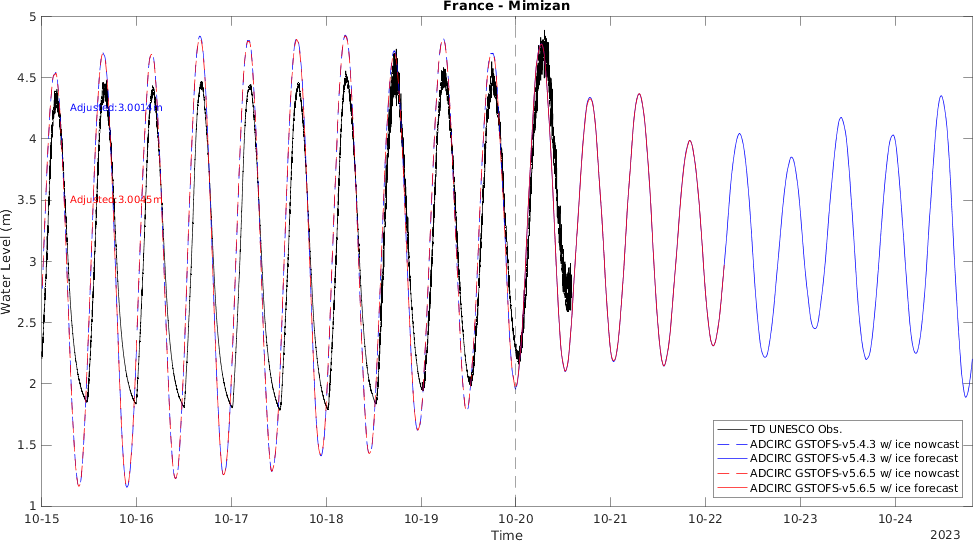 France - Mimizan
5
4.5
4
3.5
3
2.5
2
1.5
1
Water Level (m)
Adjusted:3.0014m
Adjusted:3.0045m
TD UNESCO Obs.
ADCIRC GSTOFS-v5.4.3 w/ ice nowcast
ADCIRC GSTOFS-v5.4.3 w/ ice forecast
ADCIRC GSTOFS-v5.6.5 w/ ice nowcast
ADCIRC GSTOFS-v5.6.5 w/ ice forecast
10-15 10-16 10-17 10-18 10-19 10-20 10-21 10-22 10-23 10-24
Time
2023